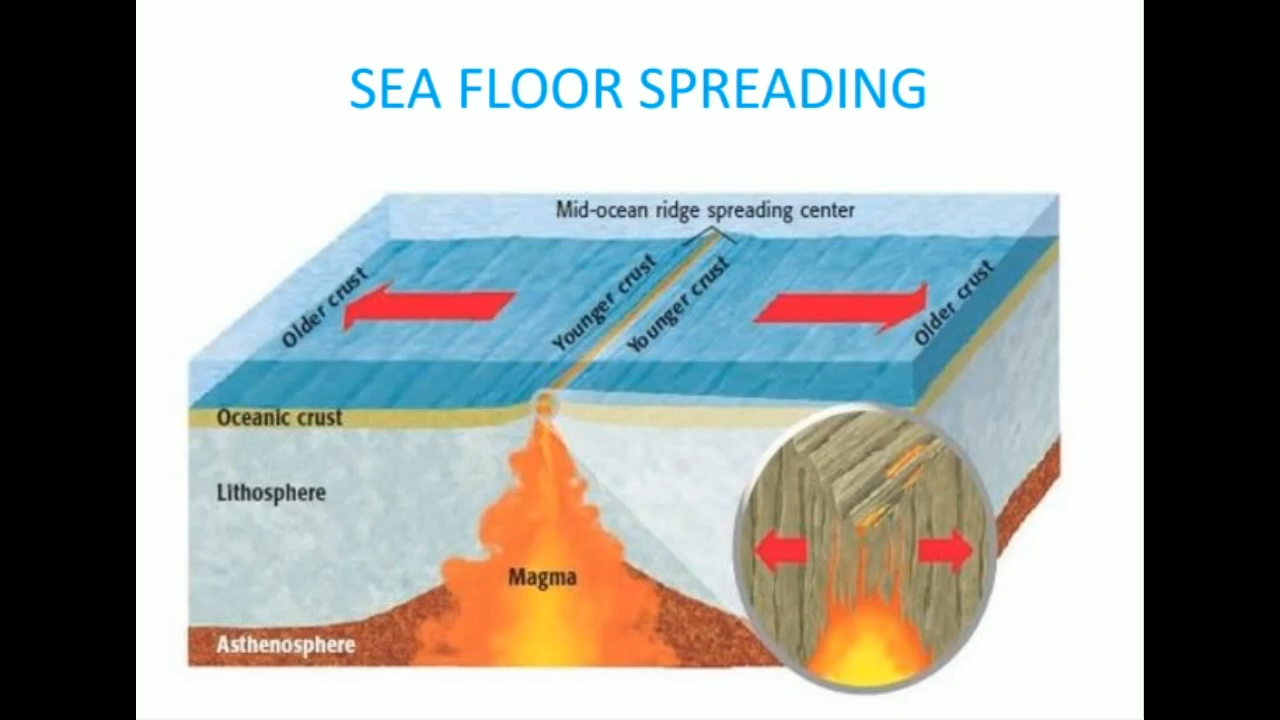 SEA FLOOR SPREADING
Mid-ocean ridge spreading center
Older crust
Younger crust
Younger crust
Older crust
Oceanic crust
Lithosphere
Magma
Asthenosphere